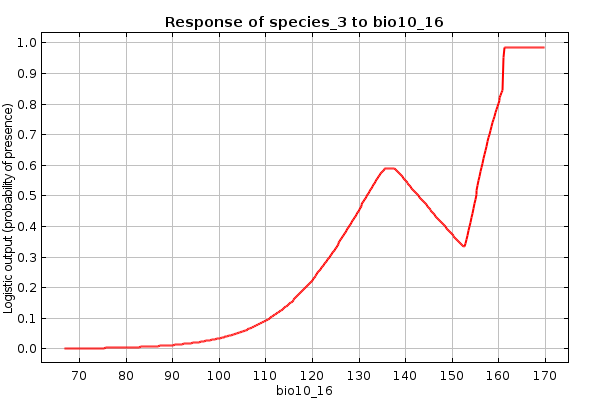 Response of species_3 to bio10_16
Logistic output (probability of presence)
1.0
0.9
0.8
0.7
0.6
0.5
0.4
0.3
0.2
0.1
0.0
70 80 90 100 110 120 130 140 150 160 170
bio10_16